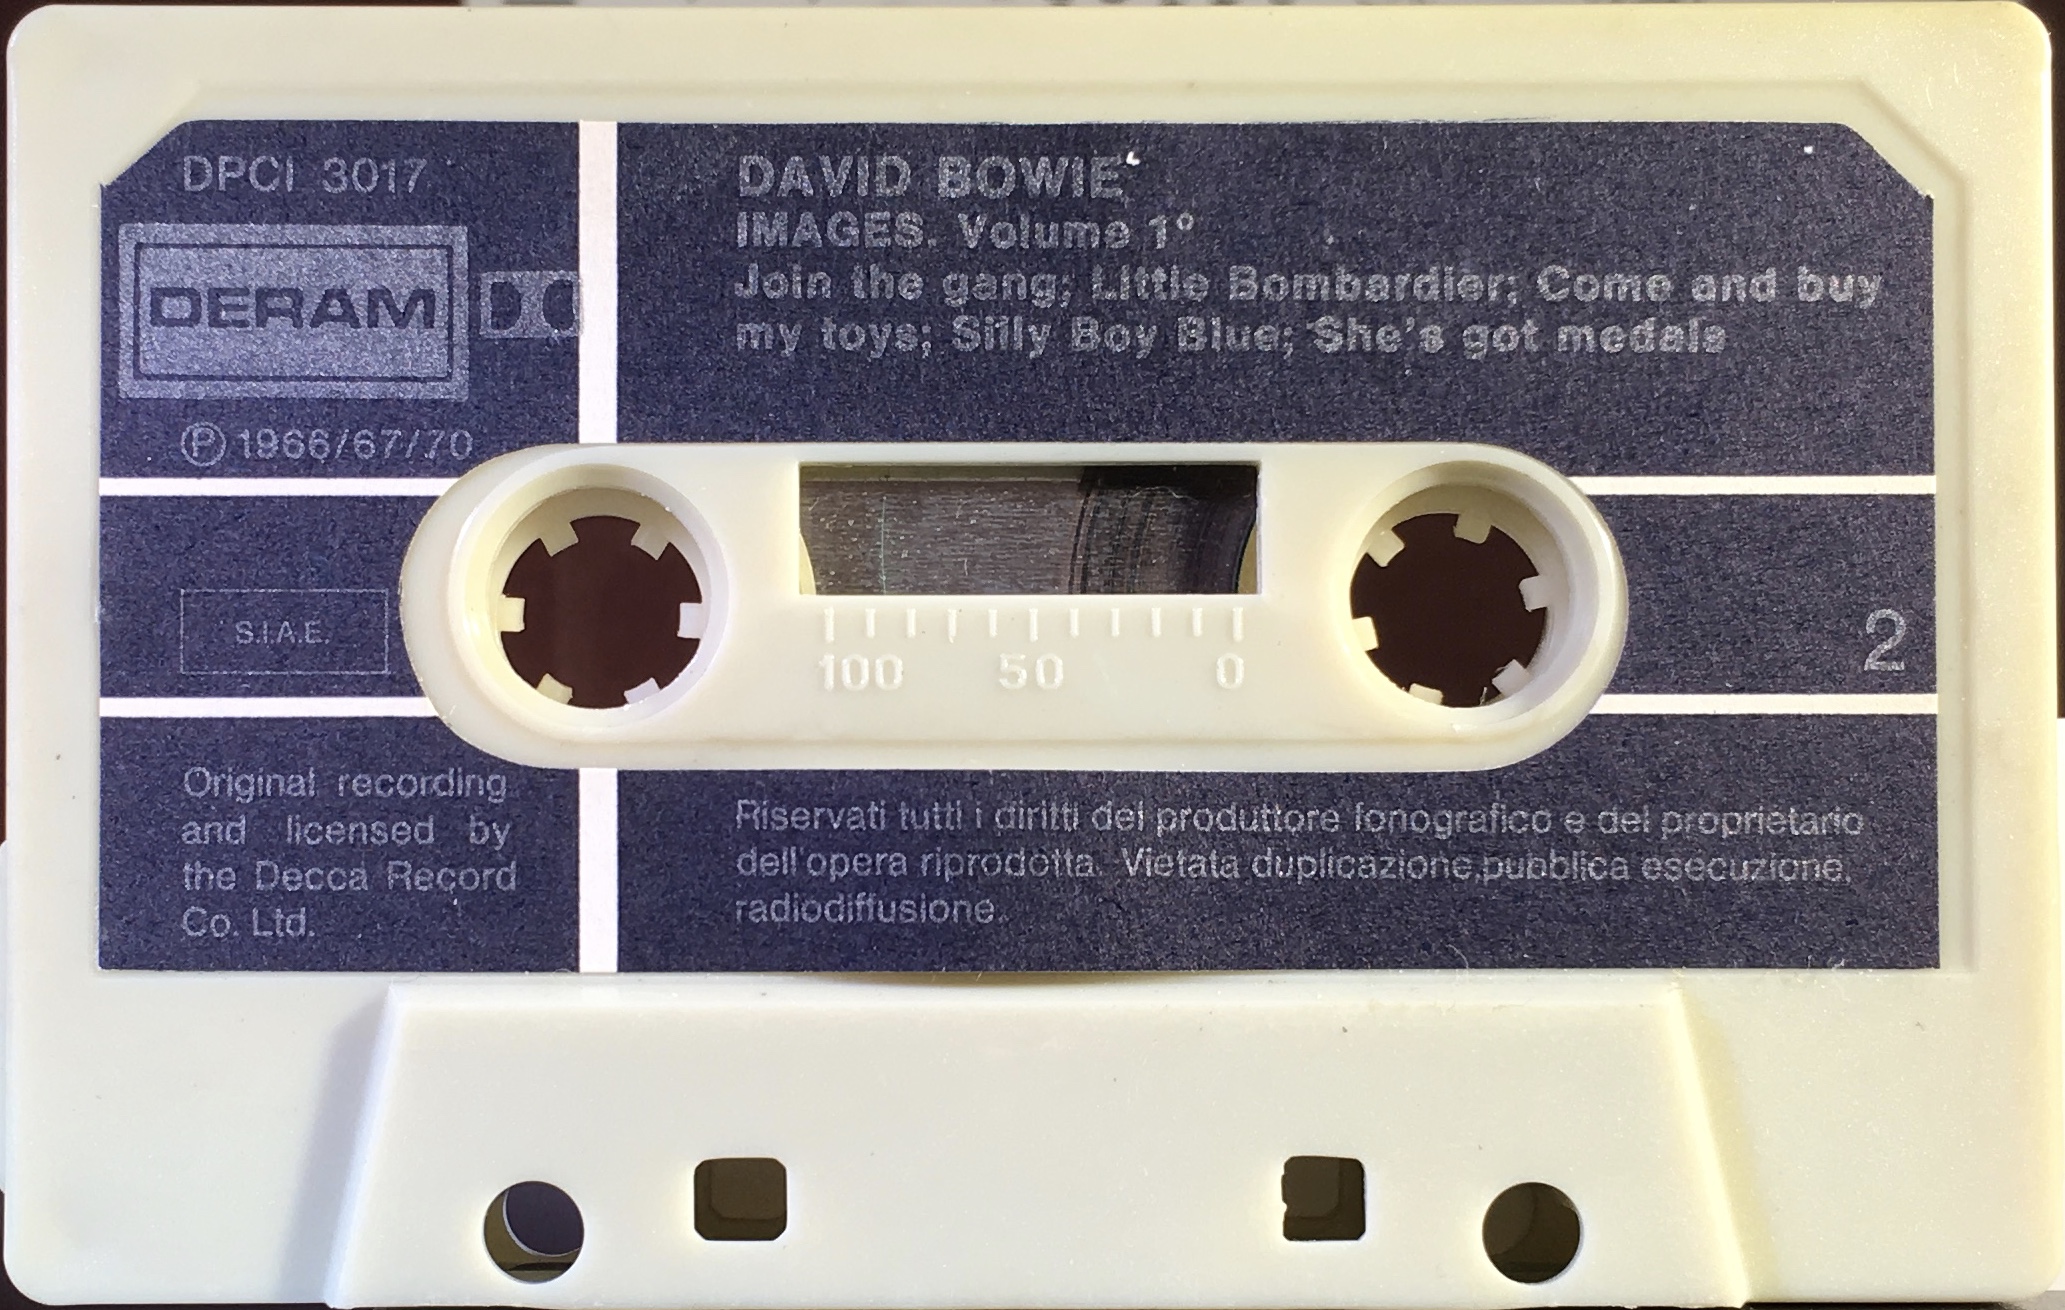 DPCI 3017
DERAM
Ⓟ 1966/67/70
S.I.A.E.
Original recording
and licensed by
the Decca Record
Co. Ltd.
DAVID BOWIE
IMAGES. Volume 1°
Join the gang; Little Bombardier; Come and buy
my toys; Silly Boy Blue; She's got medals
100 50 0
2
Riservati tutti i diritti del produttore fonografico e del proprietario
dell'opera riprodotta. Vietata duplicazione,pubblica esecuzione,
radiodiffusione.